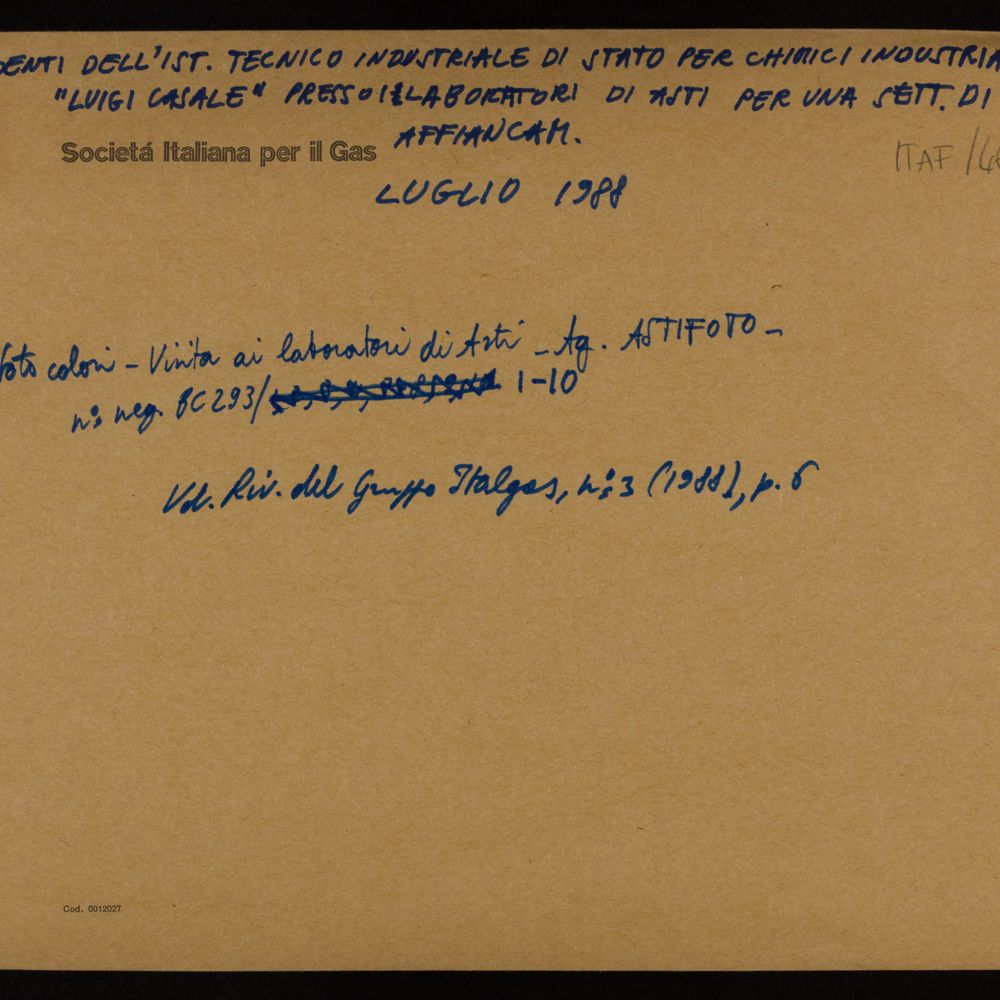 DENTI DELL'IST. TECNICO INDUSTRIALE DI STATO PER CHIMICI INDUSTRIA
"LUIGI CASALE" PRESSO I LABORATORI DI ASTI PER UNA SETT. DI
AFFIANCAM.
Societá Italiana per il Gas
ITAF/
LUGLIO 1988
foto colori - Visita ai laboratori di Asti - Ag. ASTIFOTO -
n° neg. BC293/ 1-10
Vd. Riv. del Gruppo Italgas, n° 3 (1988), p. 6
Cod. 0012027